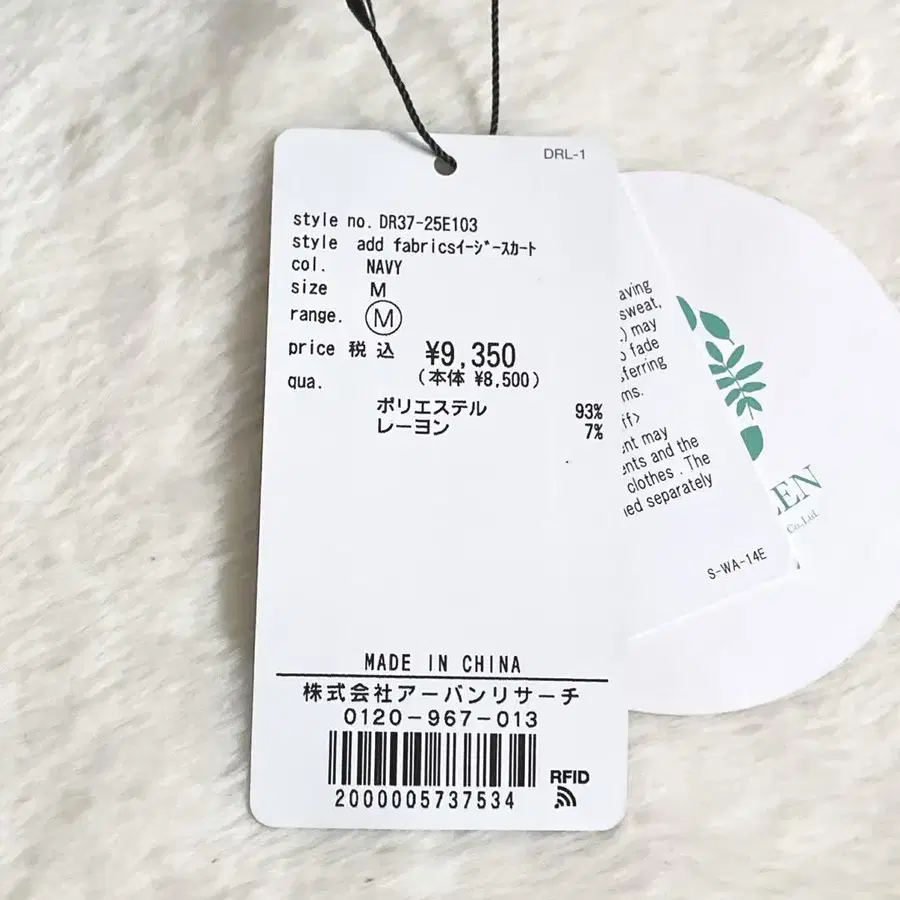 DRL-1
style no. DR37-25E103
style add fabricsｲｰｼﾞｰｽｶｰﾄ
col. NAVY
size M
range. Ⓜ
price 税込 ¥9,350
(本体 ¥8,500)
qua.
ポリエステル 93%
レーヨン 7%
MADE IN CHINA
株式会社アーバンリサーチ
0120-967-013
2000005737534
RFID
aving
sweat,
.) may
fade
sferring
ms.
ent may
ents and the
clothes . The
ed separately
S-WA-14E
LEN
Co.,Ltd.